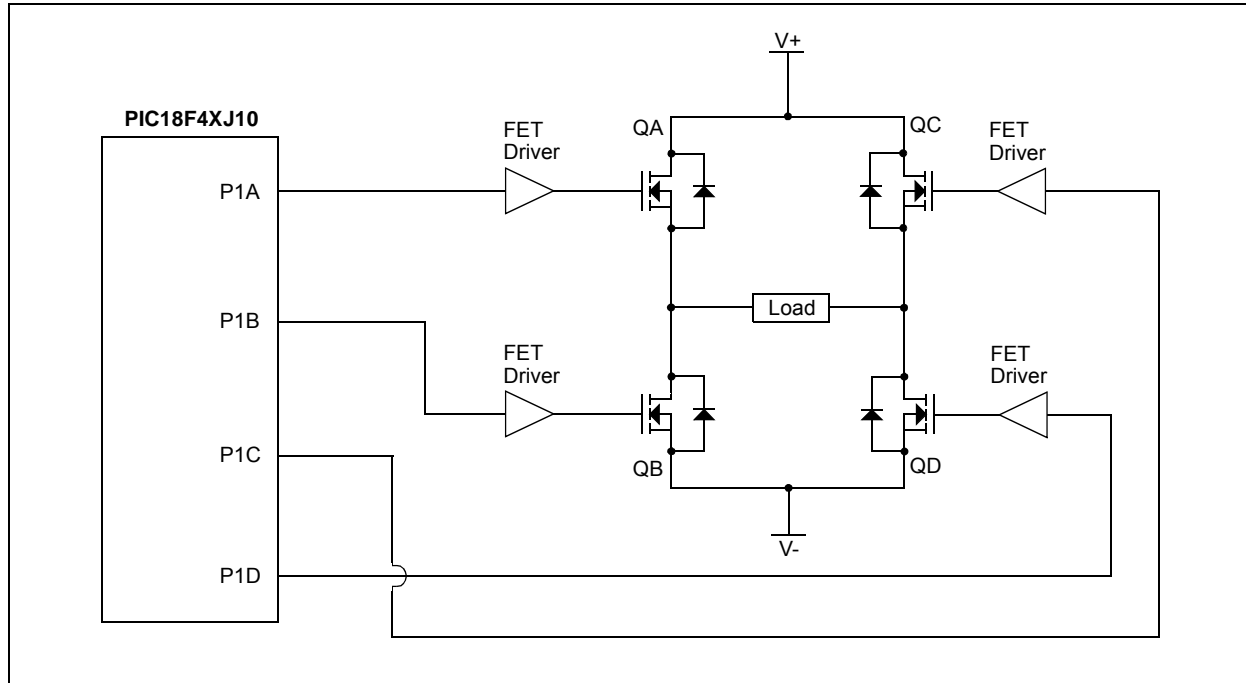 V+
PIC18F4XJ10
FET
Driver
QA
QC
FET
Driver
P1A
Load
P1B
FET
Driver
FET
Driver
P1C
QB
QD
V-
P1D